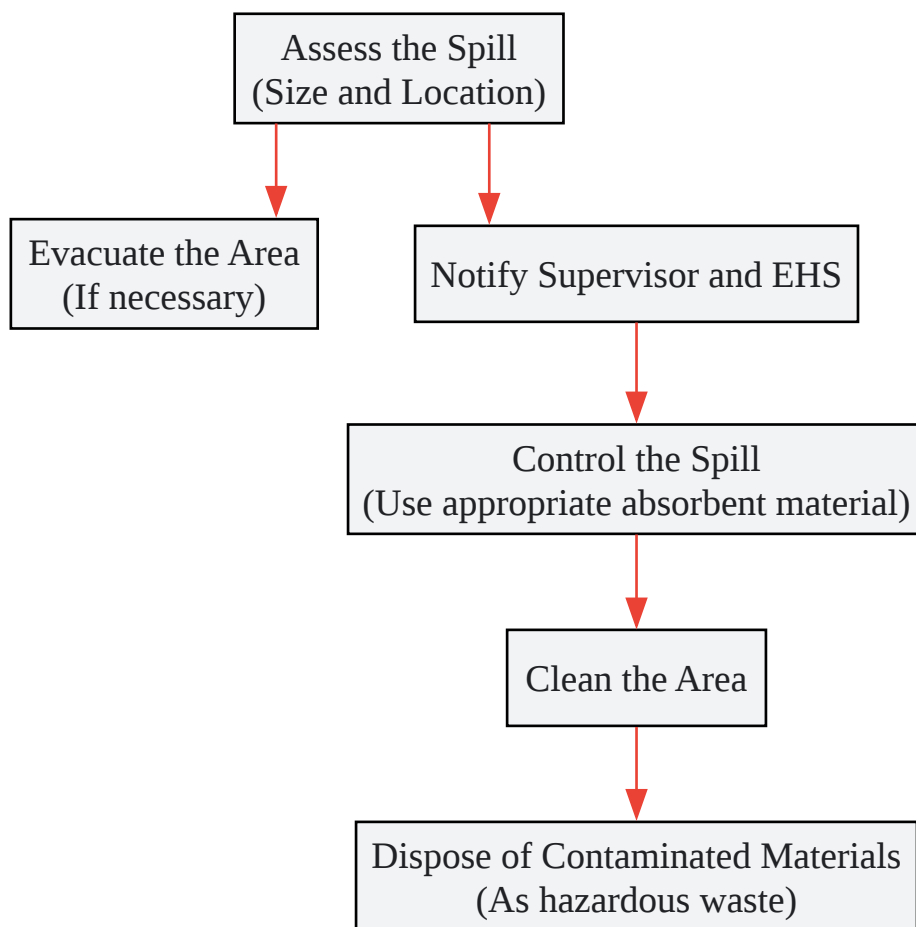 Assess the Spill
(Size and Location)
Evacuate the Area
(If necessary)
Notify Supervisor and EHS
Control the Spill
(Use appropriate absorbent material)
Clean the Area
Dispose of Contaminated Materials
(As hazardous waste)